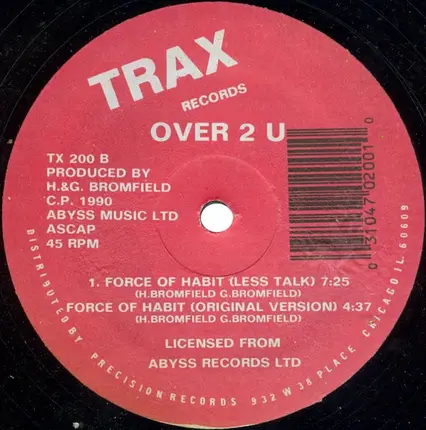 TRAX
RECORDS
OVER 2 U
TX 200 B
PRODUCED BY
H.&G. BROMFIELD
C.P. 1990
ABYSS MUSIC LTD
ASCAP
45 RPM
0 31047 02001 0
1. FORCE OF HABIT (LESS TALK) 7:25
(H.BROMFIELD G.BROMFIELD)
FORCE OF HABIT (ORIGINAL VERSION) 4:37
(H.BROMFIELD G.BROMFIELD)
LICENSED FROM
ABYSS RECORDS LTD
DISTRIBUTED BY PRECISION RECORDS 932 W 38 PLACE CHICAGO IL. 60609